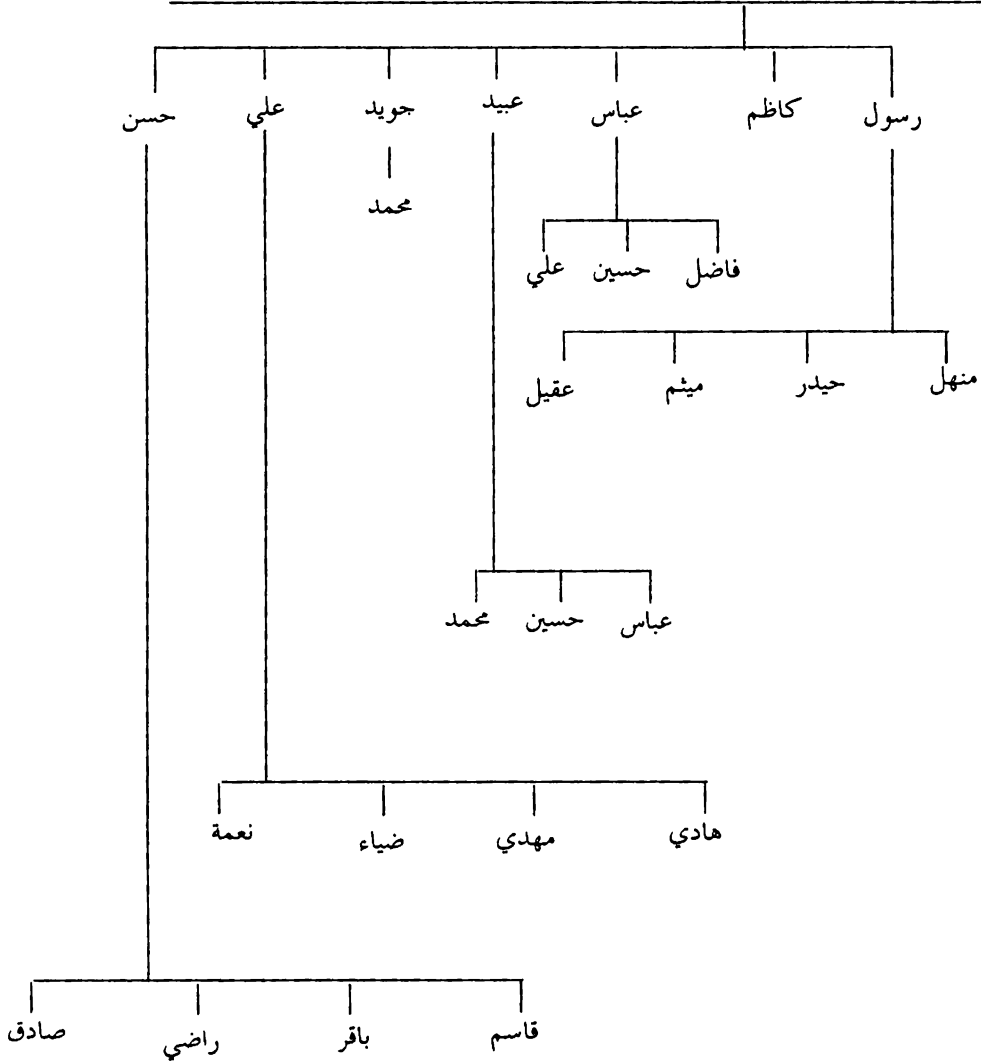 رسول كاظم عباس عبيد جويد علي حسن
محمد
فاضل حسين علي
منهل حيدر ميثم عقيل
عباس حسين محمد
هادي مهدي ضياء نعمة
قاسم باقر راضي صادق